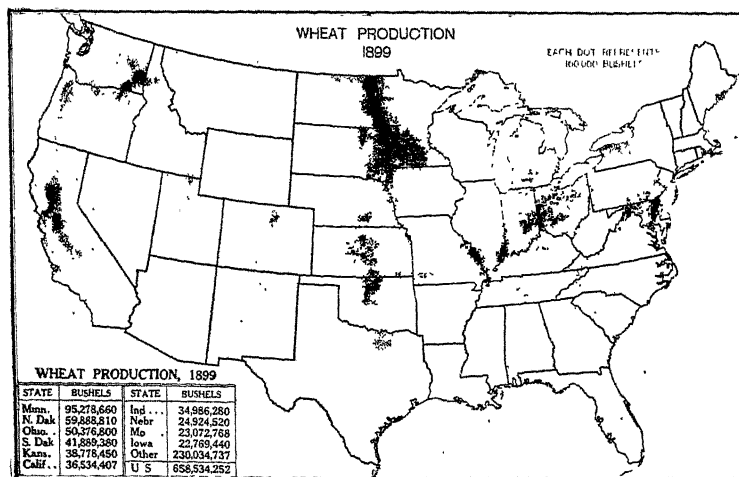 WHEAT PRODUCTION
1899
EACH DOT REPRESENTS
100,000 BUSHELS
WHEAT PRODUCTION, 1899
STATE BUSHELS STATE BUSHELS
Minn. 95,278,660 Ind ... 34,986,280
N. Dak 59,888,810 Nebr 24,924,520
Ohio.. 50,376,800 Mo . 23,072,768
S. Dak 41,889,380 Iowa 22,769,440
Kans. 38,778,450 Other 230,034,737
Calif.. 36,534,407 U S 658,534,252